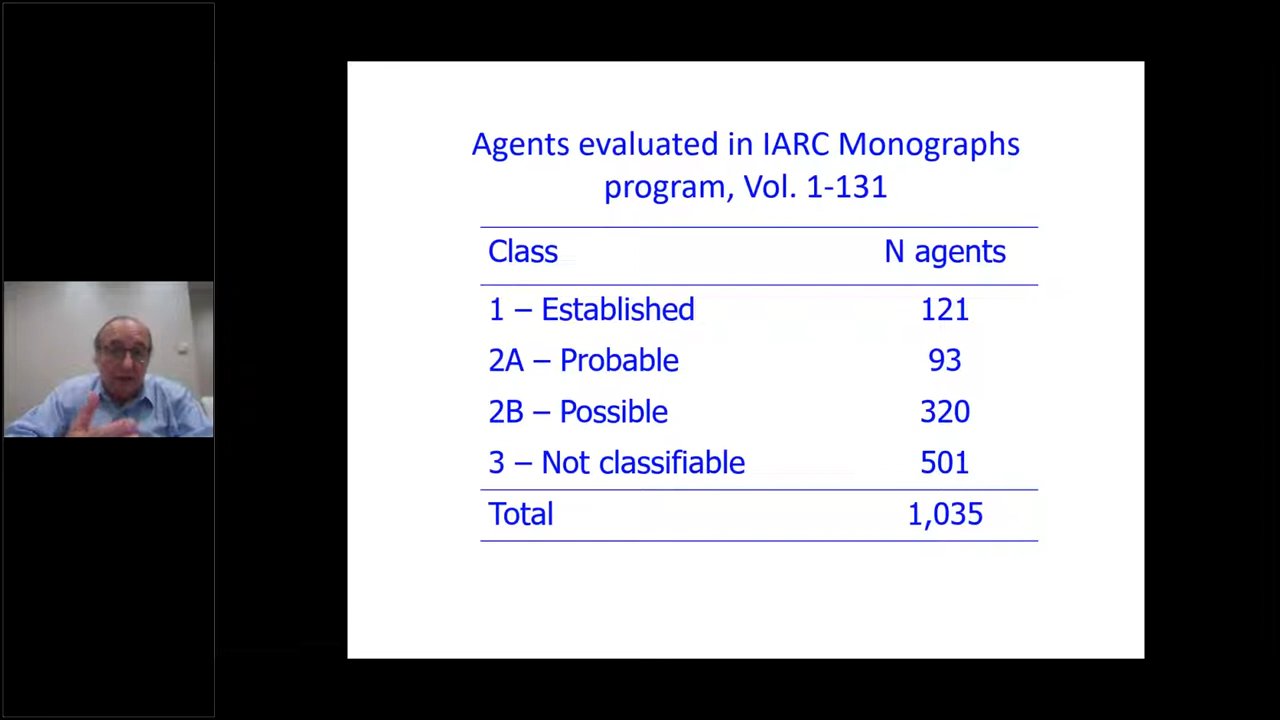 Agents evaluated in IARC Monographs
program, Vol. 1-131
Class N agents
1 – Established 121
2A – Probable 93
2B – Possible 320
3 – Not classifiable 501
Total 1,035